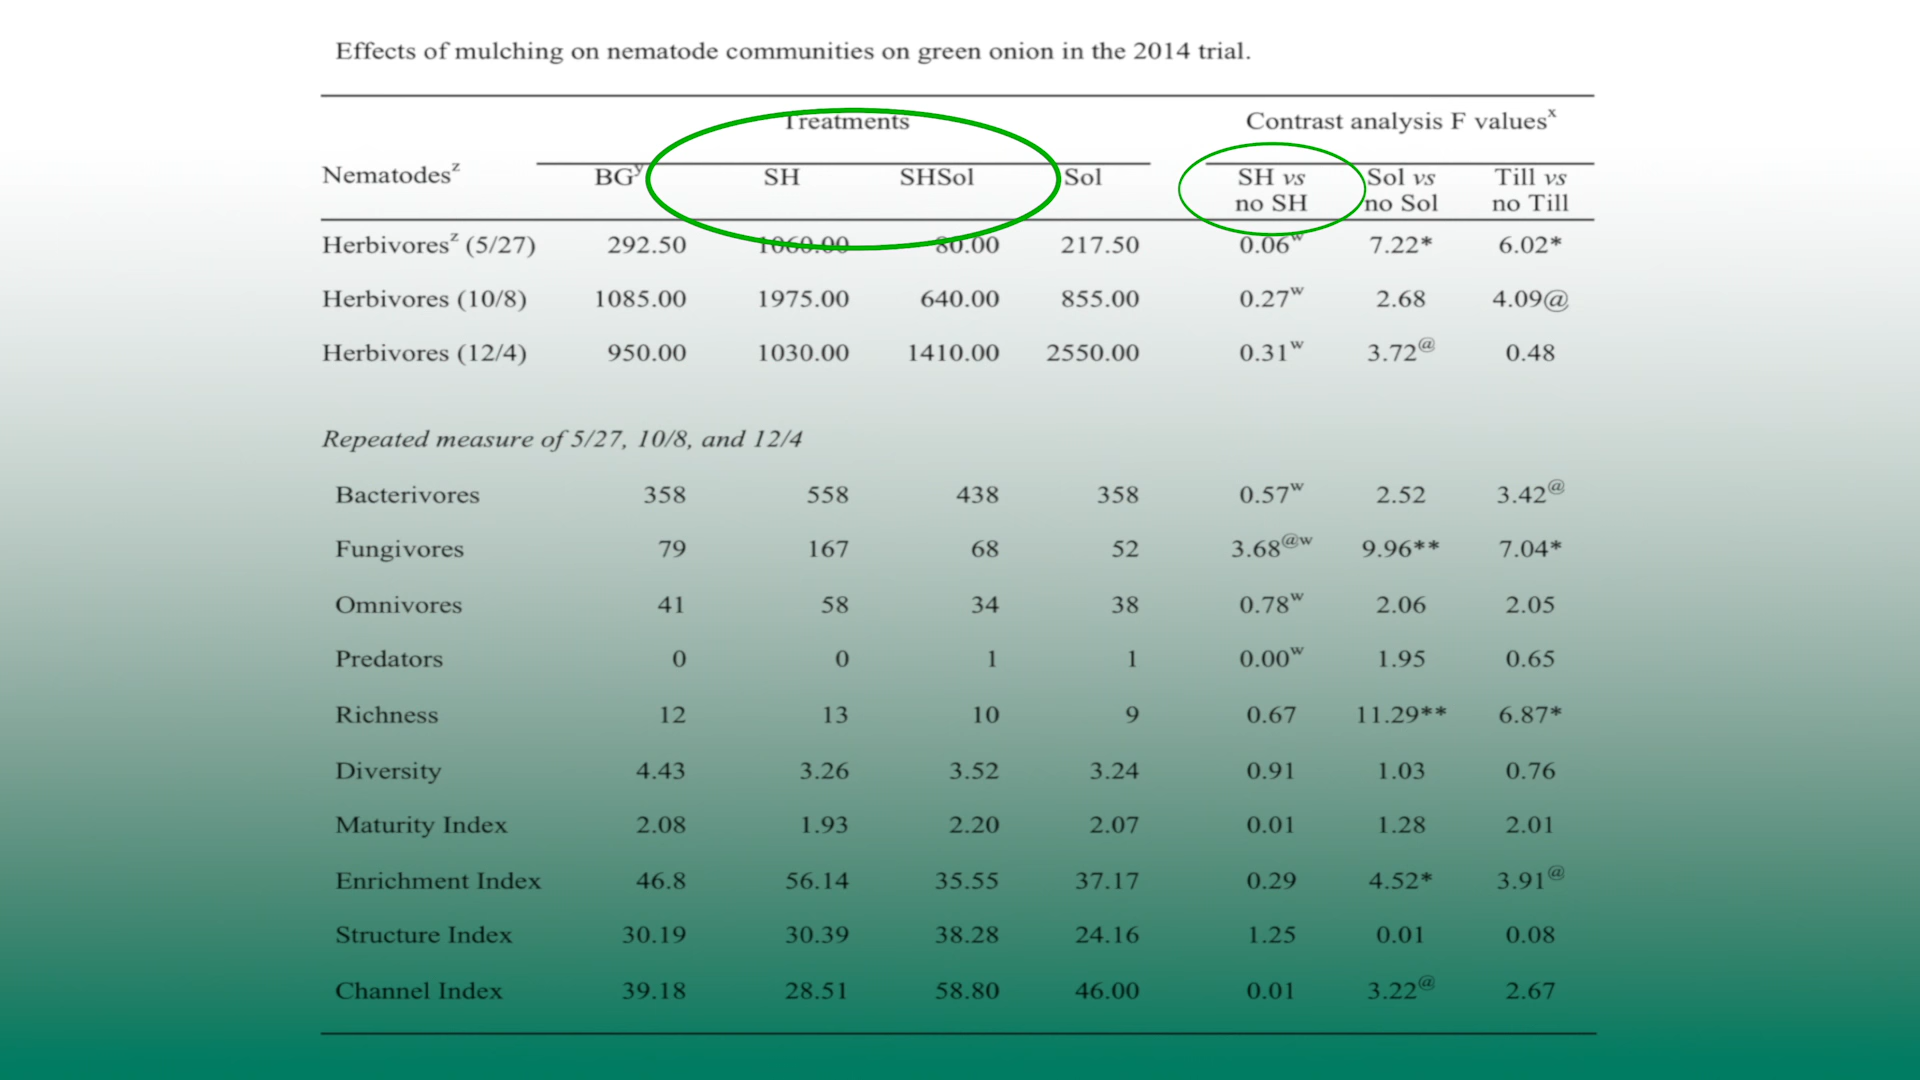 Effects of mulching on nematode communities on green onion in the 2014 trial.
Treatments Contrast analysis F values^x
Nematodes^z BG^y SH SHSol Sol SH vs no SH Sol vs no Sol Till vs no Till
Herbivores^z (5/27) 292.50 1060.00 80.00 217.50 0.06^w 7.22* 6.02*
Herbivores (10/8) 1085.00 1975.00 640.00 855.00 0.27^w 2.68 4.09@
Herbivores (12/4) 950.00 1030.00 1410.00 2550.00 0.31^w 3.72^@ 0.48
Repeated measure of 5/27, 10/8, and 12/4
Bacterivores 358 558 438 358 0.57^w 2.52 3.42^@
Fungivores 79 167 68 52 3.68^@w 9.96** 7.04*
Omnivores 41 58 34 38 0.78^w 2.06 2.05
Predators 0 0 1 1 0.00^w 1.95 0.65
Richness 12 13 10 9 0.67 11.29** 6.87*
Diversity 4.43 3.26 3.52 3.24 0.91 1.03 0.76
Maturity Index 2.08 1.93 2.20 2.07 0.01 1.28 2.01
Enrichment Index 46.8 56.14 35.55 37.17 0.29 4.52* 3.91^@
Structure Index 30.19 30.39 38.28 24.16 1.25 0.01 0.08
Channel Index 39.18 28.51 58.80 46.00 0.01 3.22^@ 2.67